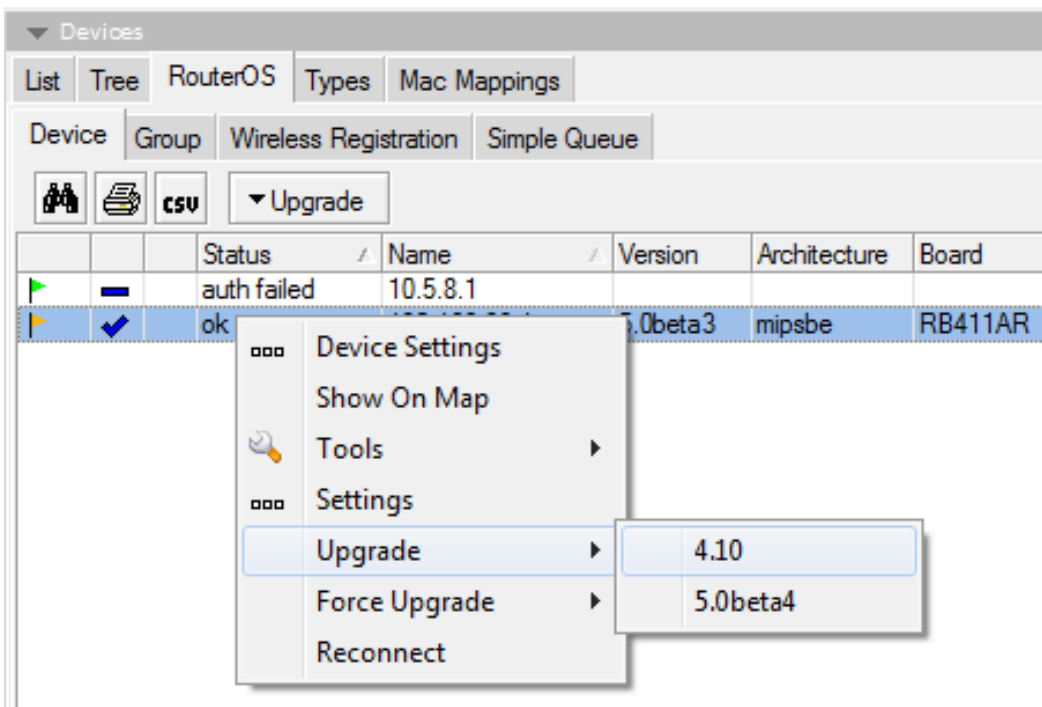 Devices
List Tree RouterOS Types Mac Mappings
Device Group Wireless Registration Simple Queue
CSV Upgrade
Status Name Version Architecture Board
auth failed 10.5.8.1
ok 5.0beta3 mipsbe RB411AR
Device Settings
Show On Map
Tools
Settings
Upgrade 4.10
Force Upgrade 5.0beta4
Reconnect